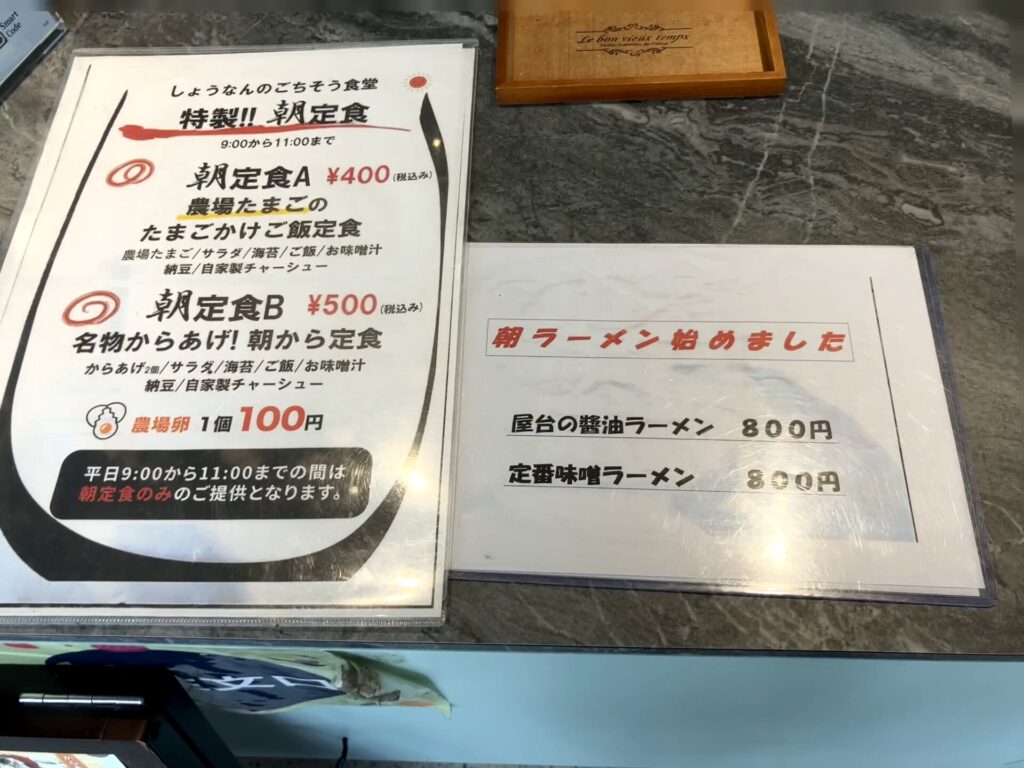 Smart
Code
Le bon vieux temps
しょうなんのごちそう食堂
特製!! 朝定食
9:00から11:00まで
朝定食A ¥400(税込み)
農場たまごの
たまごかけご飯定食
農場たまご/サラダ/海苔/ご飯/お味噌汁
納豆/自家製チャーシュー
朝定食B ¥500(税込み)
名物からあげ! 朝から定食
からあげ2個/サラダ/海苔/ご飯/お味噌汁
納豆/自家製チャーシュー
農場卵 1個 100円
平日9:00から11:00までの間は
朝定食のみのご提供となります。
朝ラーメン始めました
屋台の醬油ラーメン 800円
定番味噌ラーメン 800円